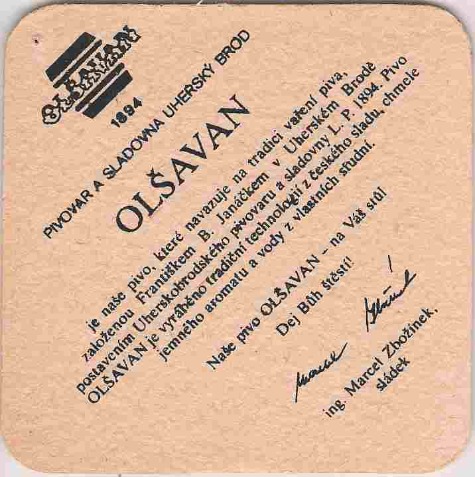 OLŠAVAN
1894
PIVOVAR A SLADOVNA UHERSKÝ BROD
OLŠAVAN
je naše pivo, které navazuje na tradici vaření piva,
založenou Františkem B. Janáčkem v Uherském Brodě
postavením Uherskobrodského pivovaru a sladovny L. P. 1894. Pivo
OLŠAVAN je vyráběno tradiční technologií z českého sladu, chmele
jemného aromatu a vody z vlastních studní.
Naše pivo OLŠAVAN - na Váš stůl
Dej Bůh štěstí!
ing. Marcel Zbožínek,
sládek